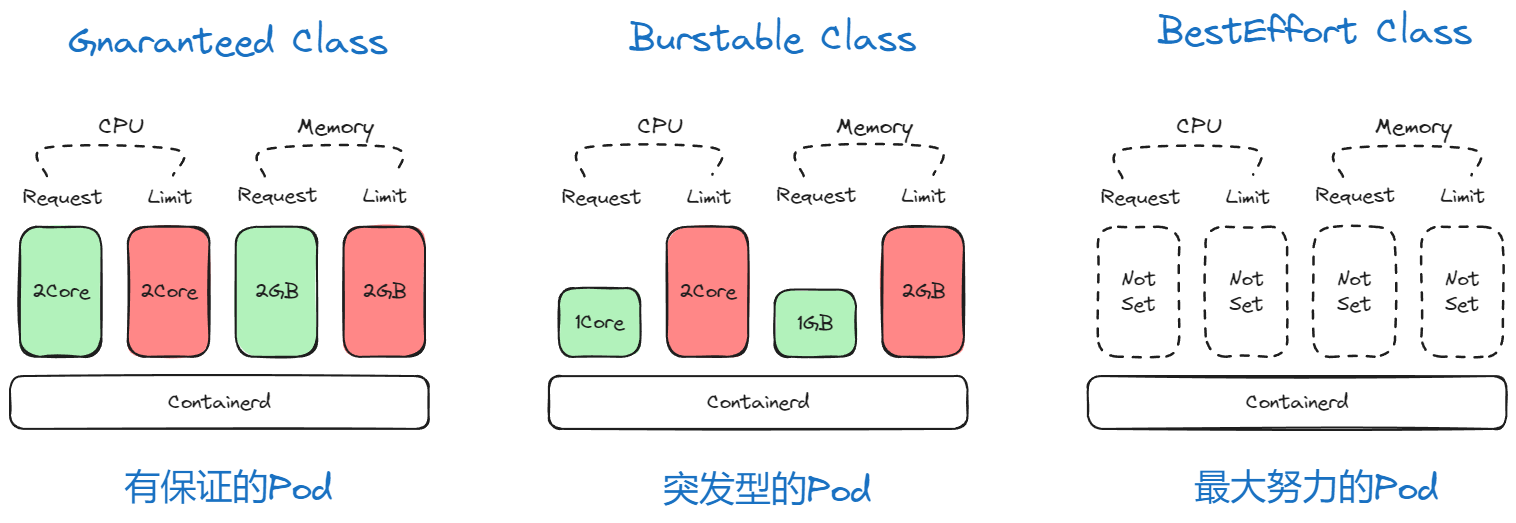 Gnaranteed Class
CPU Memory
Request Limit Request Limit
2Core 2Core 2GB 2GB
Containerd
有保证的Pod
Burstable Class
CPU Memory
Request Limit Request Limit
1Core 2Core 1GB 2GB
Containerd
突发型的Pod
BestEffort Class
CPU Memory
Request Limit Request Limit
Not Set Not Set Not Set Not Set
Containerd
最大努力的Pod